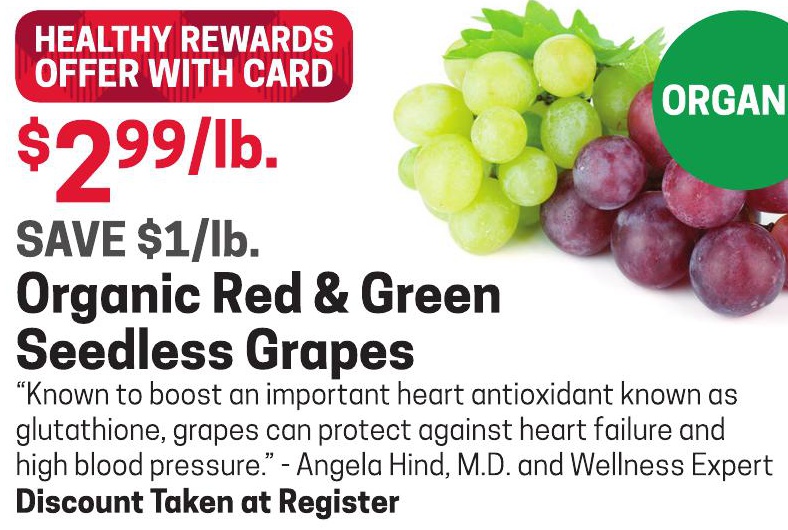 HEALTHY REWARDS
OFFER WITH CARD
ORGAN
$2.99/lb.
SAVE $1/lb.
Organic Red & Green
Seedless Grapes
“Known to boost an important heart antioxidant known as
glutathione, grapes can protect against heart failure and
high blood pressure.” - Angela Hind, M.D. and Wellness Expert
Discount Taken at Register